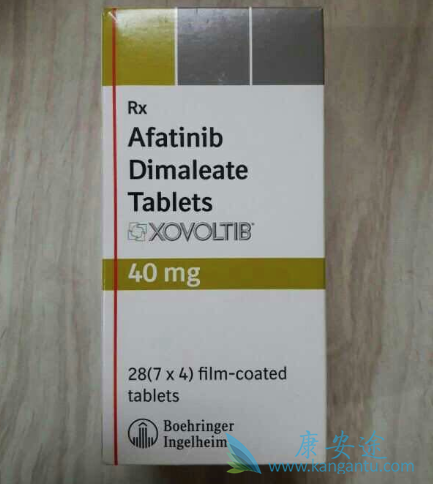 Rx
Afatinib
Dimaleate
Tablets
XOVOLTIB
40 mg
28(7 x 4) film-coated
tablets
Boehringer
Ingelheim
康安途
www.kangantu.com